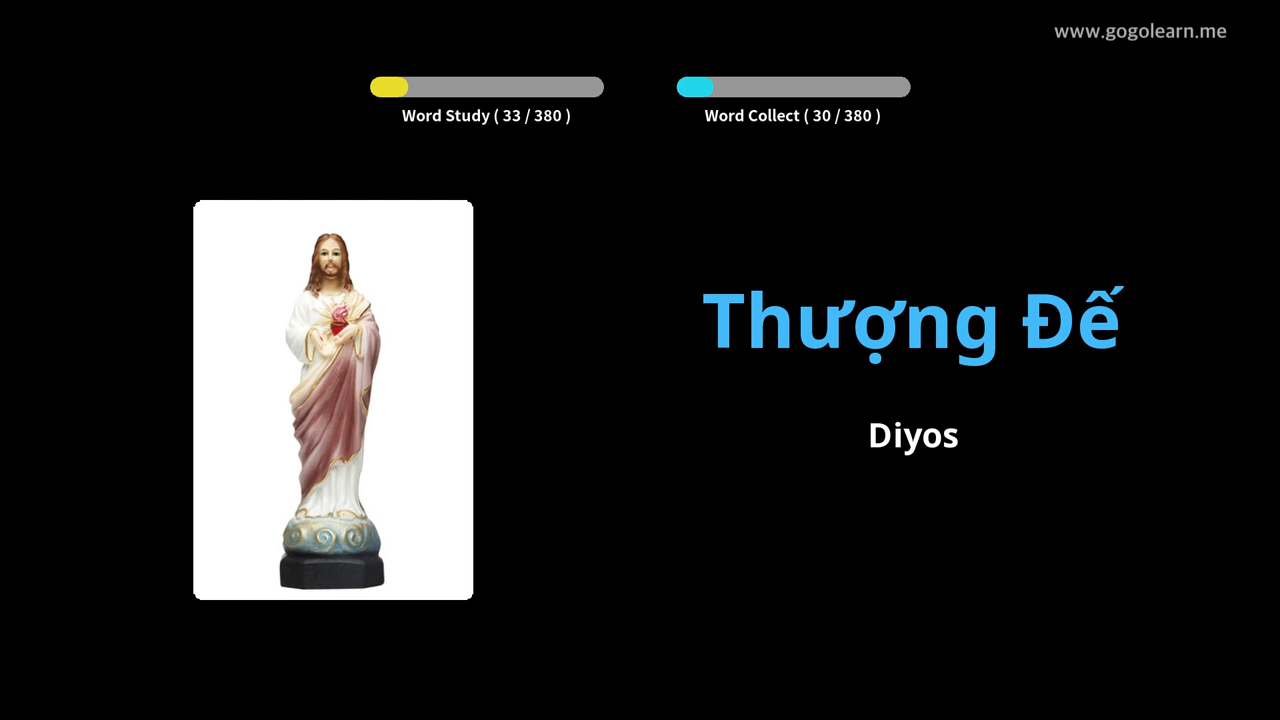 www.gogolearn.me
Word Study ( 33 / 380 )
Word Collect ( 30 / 380 )
Thượng Đế
Diyos